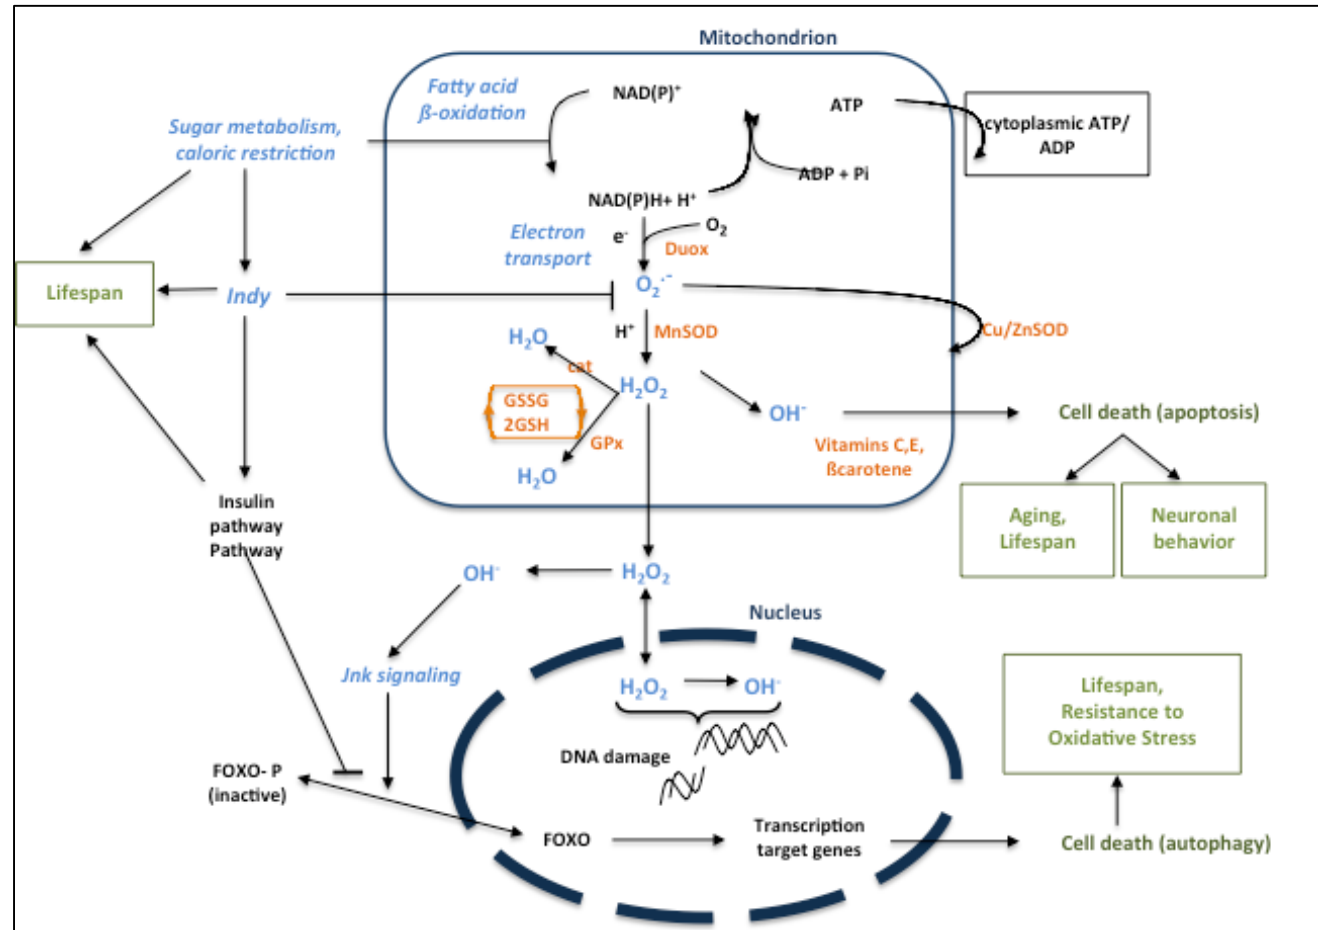 Mitochondrion
Fatty acid
ß-oxidation
NAD(P)⁺
ATP
cytoplasmic ATP/
ADP
Sugar metabolism,
caloric restriction
ADP + Pi
NAD(P)H+ H⁺
Electron
transport
e⁻
O₂
Duox
O₂·⁻
Lifespan
Indy
H⁺
MnSOD
Cu/ZnSOD
H₂O
cat
H₂O₂
GSSG
2GSH
GPx
H₂O
OH⁻
Vitamins C,E,
ßcarotene
Cell death (apoptosis)
Aging,
Lifespan
Neuronal
behavior
Insulin
pathway
Pathway
OH⁻
H₂O₂
Nucleus
Jnk signaling
H₂O₂
OH⁻
DNA damage
Lifespan,
Resistance to
Oxidative Stress
FOXO- P
(inactive)
FOXO
Transcription
target genes
Cell death (autophagy)